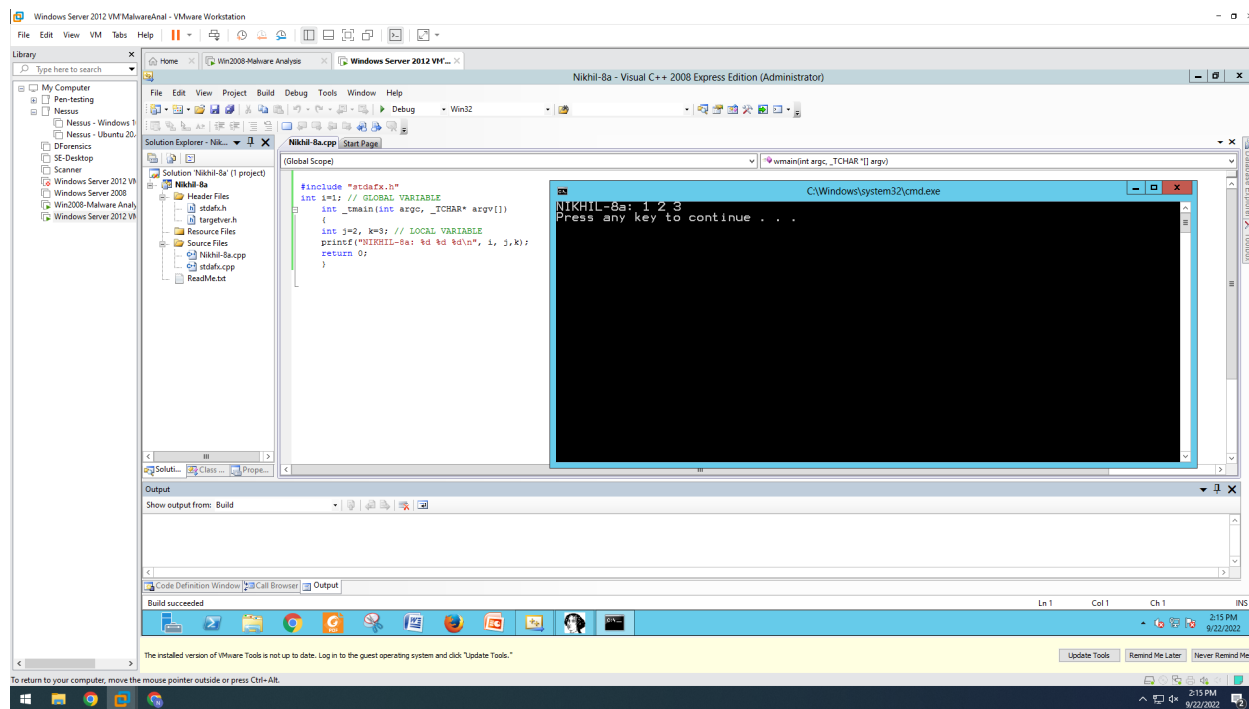 Windows Server 2012 VM'MalwareAnal - VMware Workstation
File Edit View VM Tabs Help
Library
Type here to search
My Computer
Pen-testing
Nessus
Nessus - Windows 1
Nessus - Ubuntu 20.
DForensics
SE-Desktop
Scanner
Windows Server 2012 VM
Windows Server 2008
Win2008-Malware Analy
Windows Server 2012 VM
Home
Win2008-Malware Analysis
Windows Server 2012 VM'...
Nikhil-8a - Visual C++ 2008 Express Edition (Administrator)
File Edit View Project Build Debug Tools Window Help
Debug Win32
Solution Explorer - Nik...
Solution 'Nikhil-8a' (1 project)
Nikhil-8a
Header Files
stdafx.h
targetver.h
Resource Files
Source Files
Nikhil-8a.cpp
stdafx.cpp
ReadMe.txt
Soluti... Class ... Prope...
Nikhil-8a.cpp Start Page
(Global Scope) wmain(int argc, _TCHAR *[] argv)
#include "stdafx.h"
int i=1; // GLOBAL VARIABLE
int _tmain(int argc, _TCHAR* argv[])
{
int j=2, k=3; // LOCAL VARIABLE
printf("NIKHIL-8a: %d %d %d\n", i, j,k);
return 0;
}
C:\Windows\system32\cmd.exe
NIKHIL-8a: 1 2 3
Press any key to continue . . .
Output
Show output from: Build
Code Definition Window Call Browser Output
Build succeeded Ln 1 Col 1 Ch 1 INS
2:15 PM
9/22/2022
The installed version of VMware Tools is not up to date. Log in to the guest operating system and click "Update Tools."
Update Tools Remind Me Later Never Remind Me
To return to your computer, move the mouse pointer outside or press Ctrl+Alt.
2:15 PM
9/22/2022